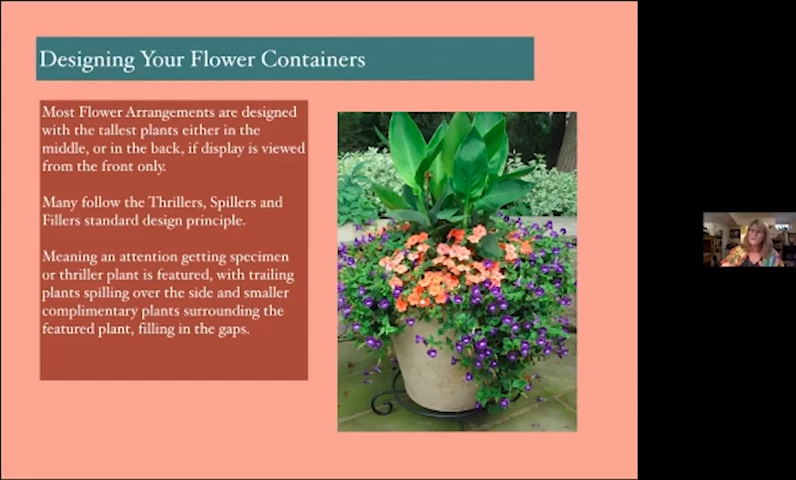 Designing Your Flower Containers
Most Flower Arrangements are designed
with the tallest plants either in the
middle, or in the back, if display is viewed
from the front only.
Many follow the Thrillers, Spillers and
Fillers standard design principle.
Meaning an attention getting specimen
or thriller plant is featured, with trailing
plants spilling over the side and smaller
complimentary plants surrounding the
featured plant, filling in the gaps.